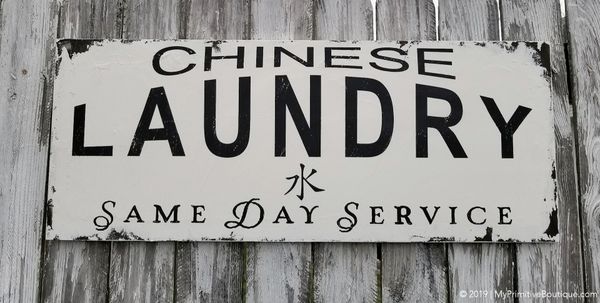 CHINESE
LAUNDRY
水
SAME DAY SERVICE
© 2019 | MyPrimitiveBoutique.com